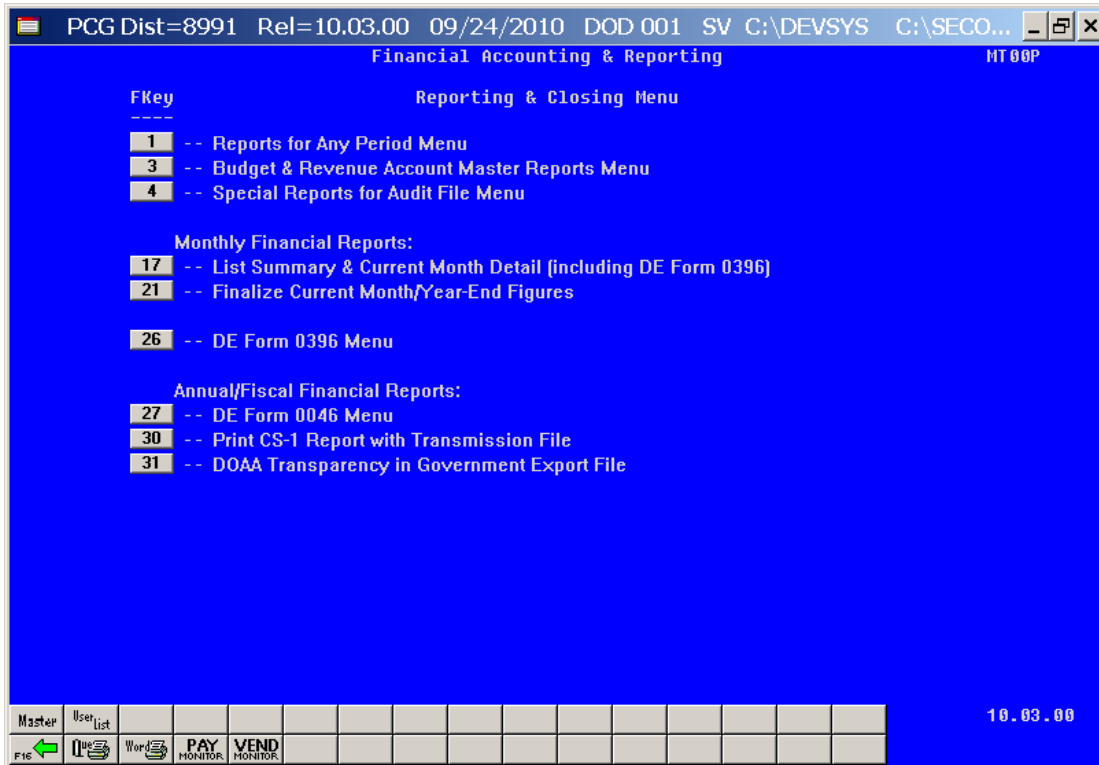 PCG Dist=8991 Rel=10.03.00 09/24/2010 DOD 001 SV C:\DEVSYS C:\SECO...
Financial Accounting & Reporting MT00P
FKey Reporting & Closing Menu
----
1 -- Reports for Any Period Menu
3 -- Budget & Revenue Account Master Reports Menu
4 -- Special Reports for Audit File Menu
Monthly Financial Reports:
17 -- List Summary & Current Month Detail (including DE Form 0396)
21 -- Finalize Current Month/Year-End Figures
26 -- DE Form 0396 Menu
Annual/Fiscal Financial Reports:
27 -- DE Form 0046 Menu
30 -- Print CS-1 Report with Transmission File
31 -- DOAA Transparency in Government Export File
Master User List 10.03.00
F16 Que Word PAY MONITOR VEND MONITOR